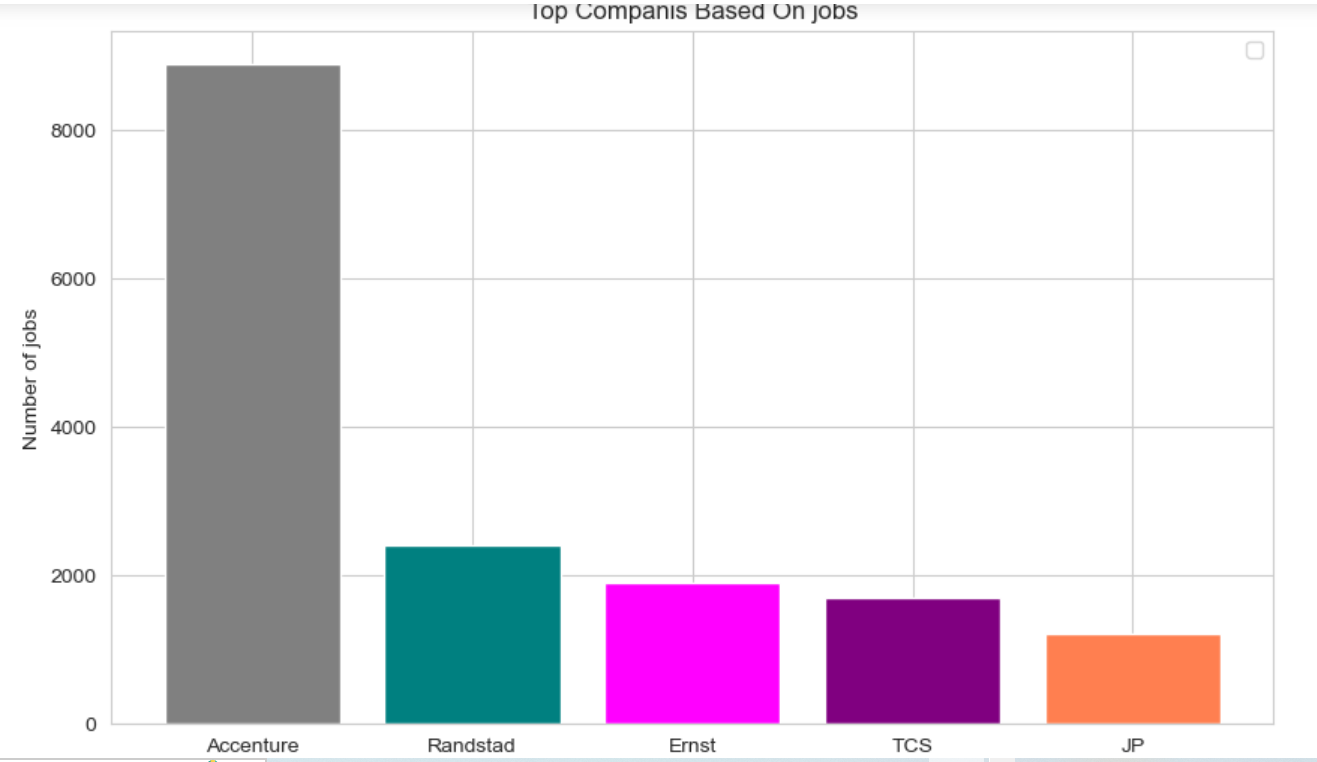 Top Companis Based On jobs
8000
6000
Number of jobs
4000
2000
0
Accenture Randstad Ernst TCS JP